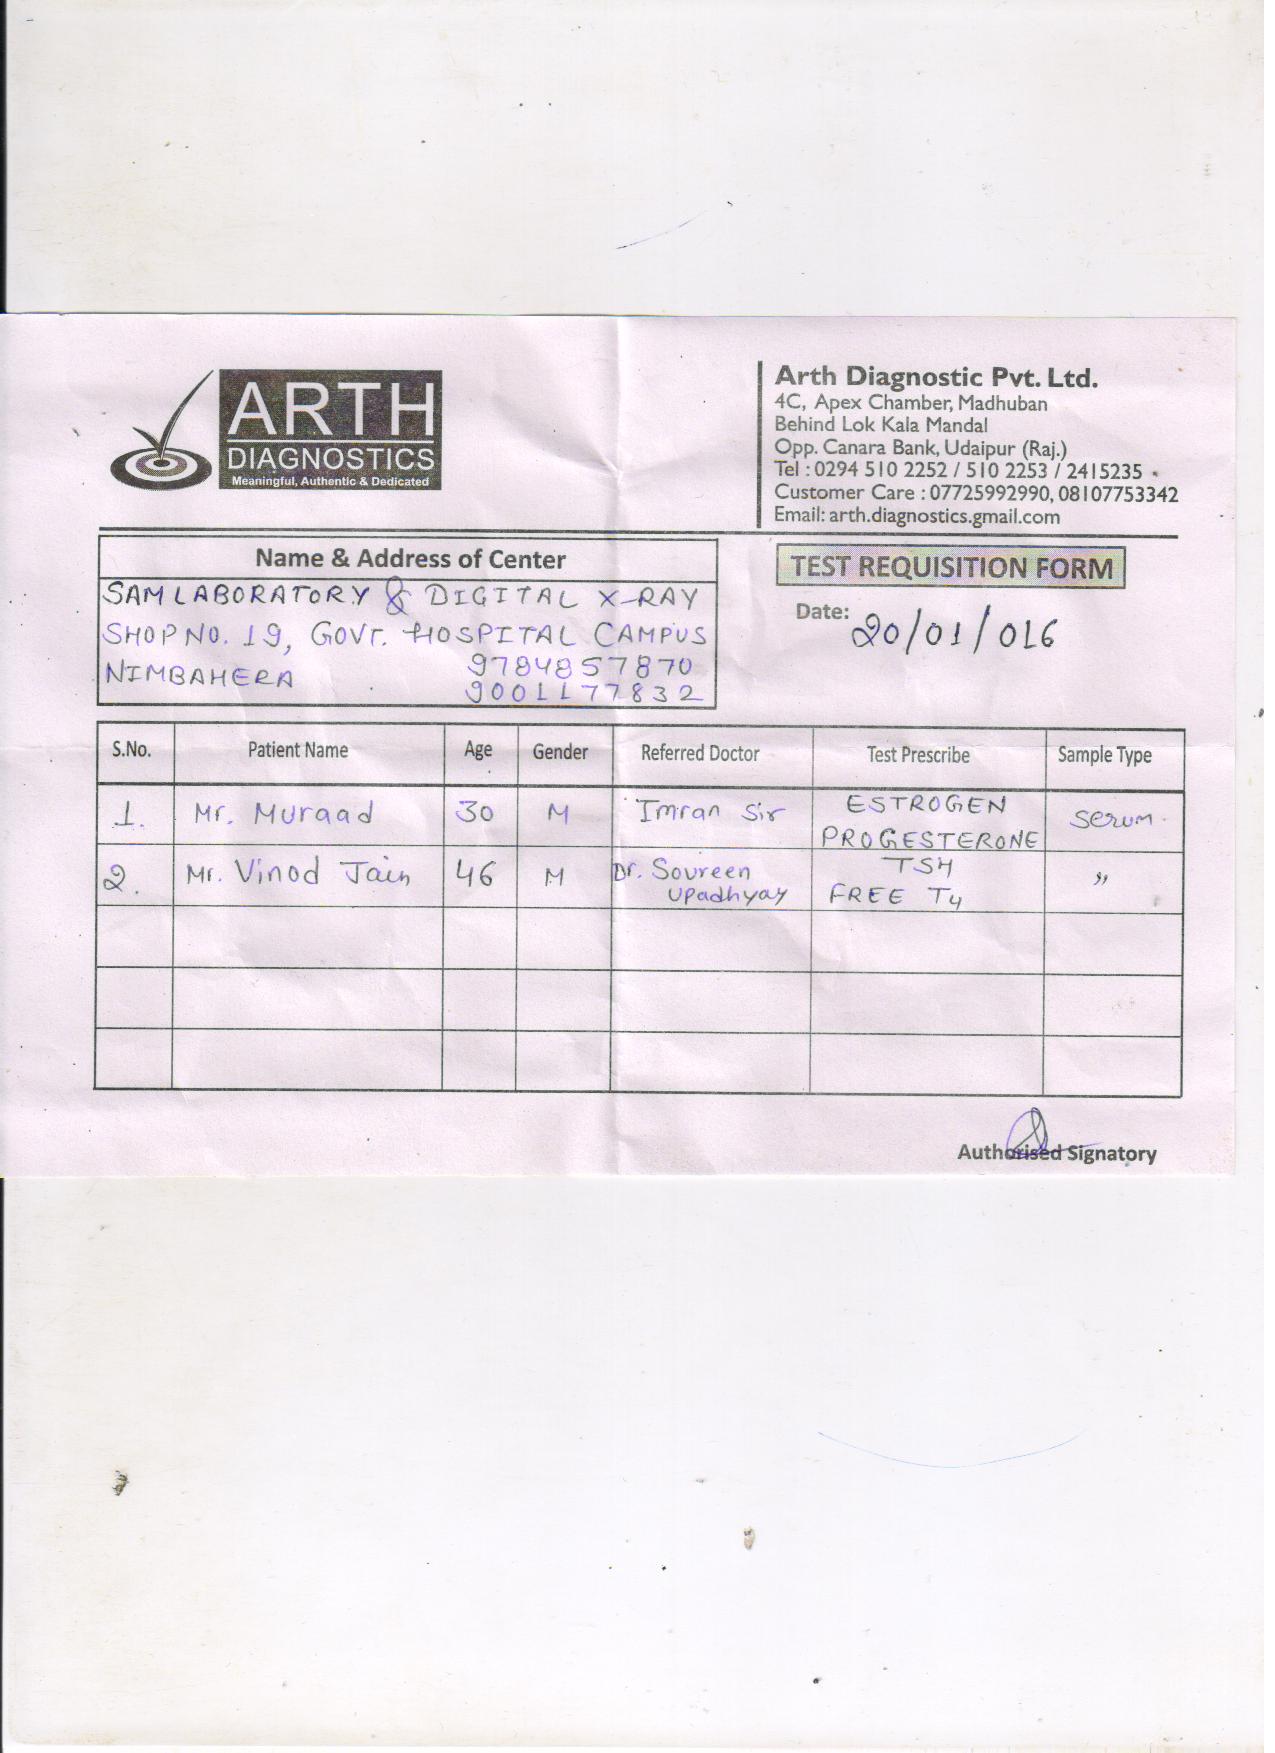 ARTH
DIAGNOSTICS
Meaningful, Authentic & Dedicated
Arth Diagnostic Pvt. Ltd.
4C, Apex Chamber, Madhuban
Behind Lok Kala Mandal
Opp. Canara Bank, Udaipur (Raj.)
Tel : 0294 510 2252 / 510 2253 / 2415235
Customer Care : 07725992990, 08107753342
Email: arth.diagnostics.gmail.com
Name & Address of Center
SAM LABORATORY & DIGITAL X-RAY
SHOP NO. 19, GOVT. HOSPITAL CAMPUS
NIMBAHERA 9784857870
9001177832
TEST REQUISITION FORM
Date: 20/01/016
S.No. Patient Name Age Gender Referred Doctor Test Prescribe Sample Type
1. Mr. Muraad 30 M Imran Sir ESTROGEN Serum
PROGESTERONE
2. Mr. Vinod Jain 46 M Dr. Sovreen TSH "
Upadhyay FREE T4
Authorised Signatory